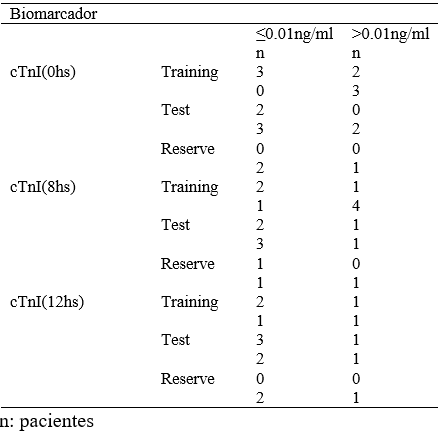 Biomarcador
≤0.01ng/ml >0.01ng/ml
n n
cTnI(0hs) Training 3 2
0 3
Test 2 0
3 2
Reserve 0 0
2 1
cTnI(8hs) Training 2 1
1 4
Test 2 1
3 1
Reserve 1 0
1 1
cTnI(12hs) Training 2 1
1 1
Test 3 1
2 1
Reserve 0 0
2 1
n: pacientes